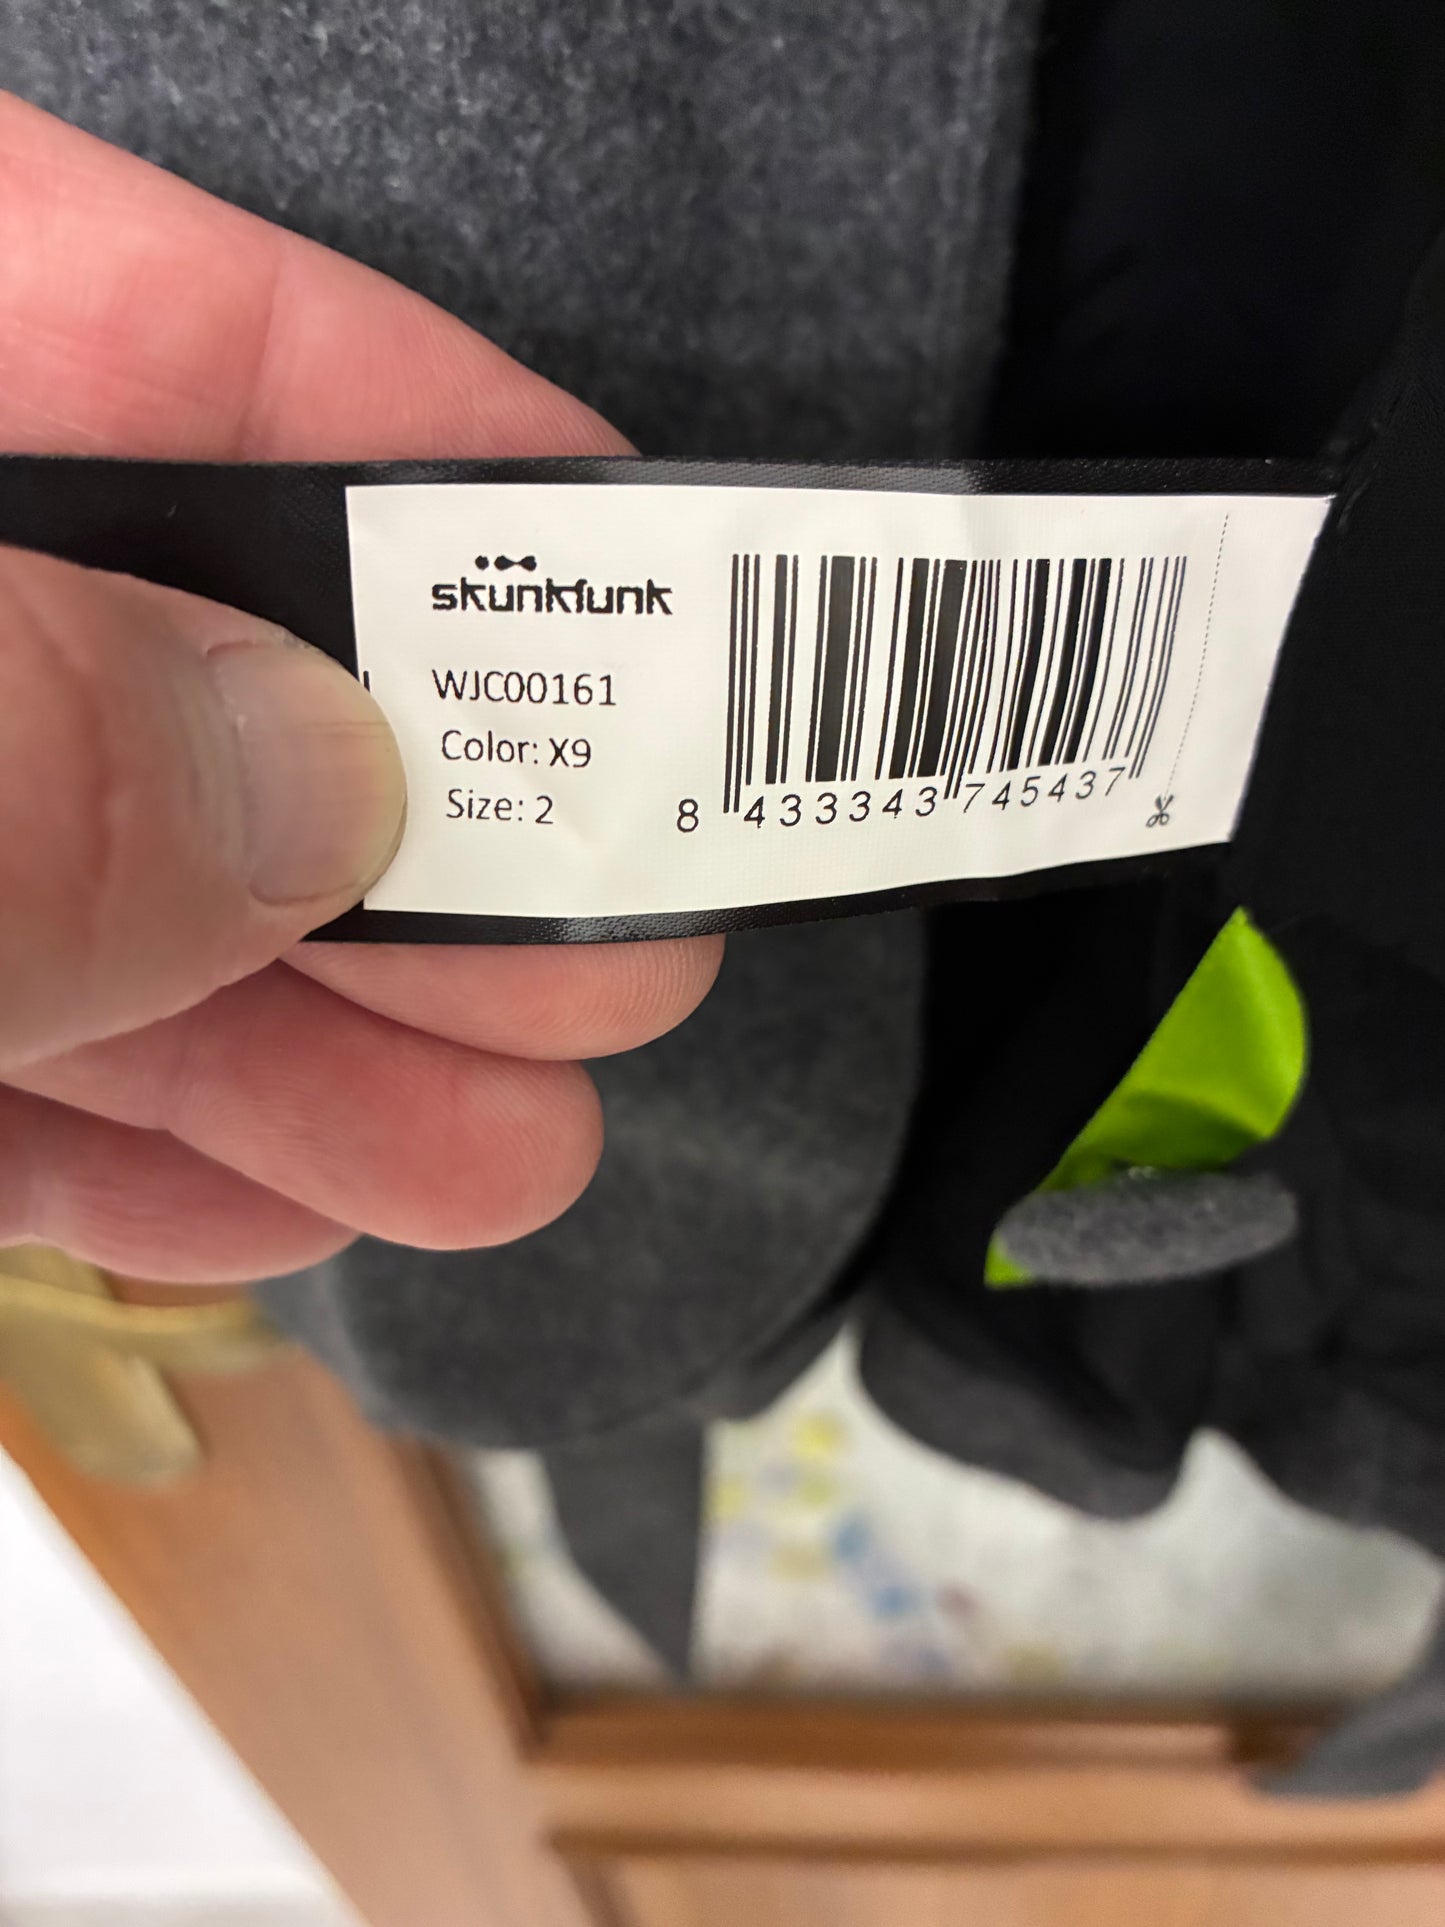 skunkfunk
WJC00161
Color: X9
Size: 2
8 433343 745437